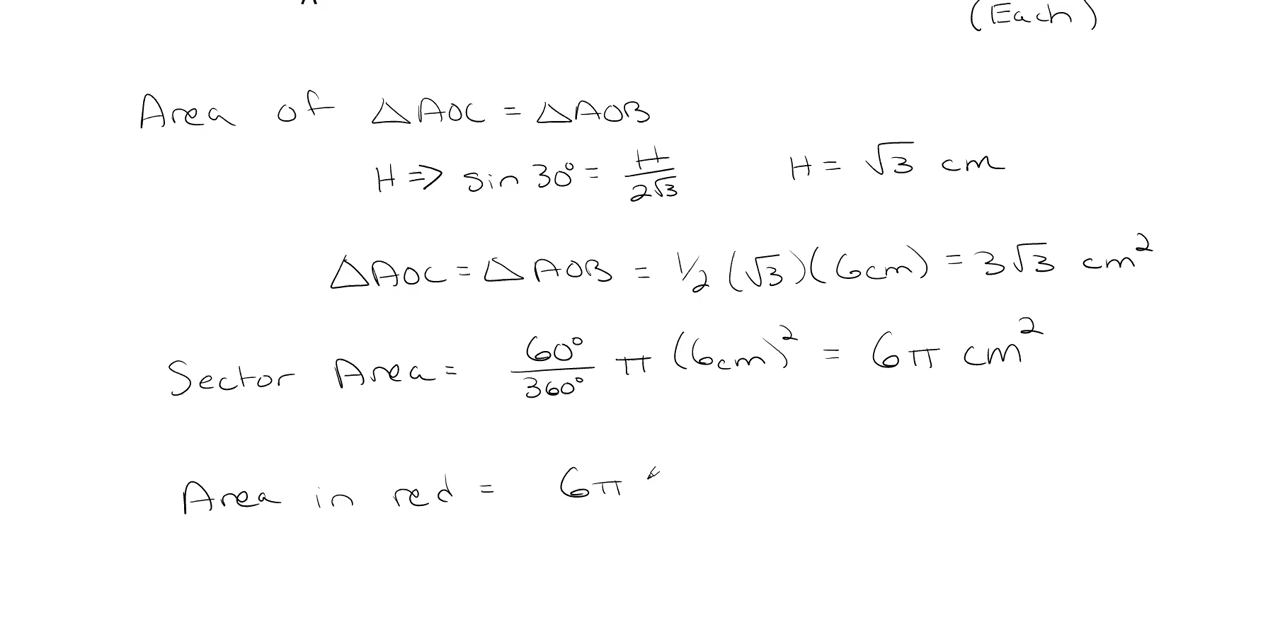 (Each)
Area of △AOC = △AOB
H ⇒ sin 30° = H/2√3 H = √3 cm
△AOC = △AOB = 1/2 (√3)(6cm) = 3√3 cm²
Sector Area = 60°/360° π (6cm)² = 6π cm²
Area in red = 6π